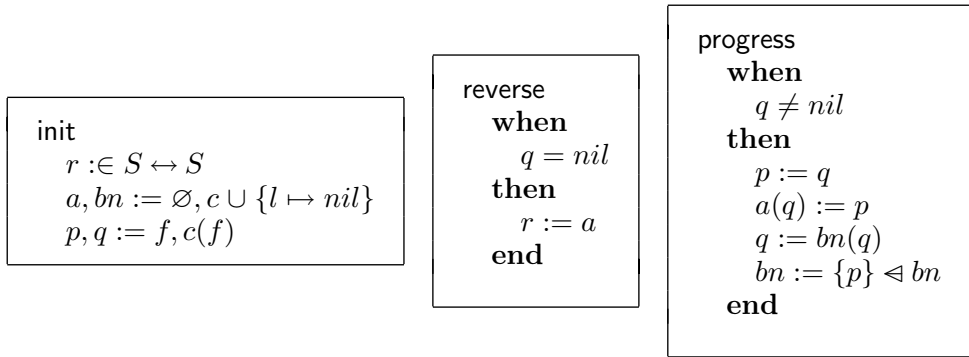 init
r :∈ S ↔ S
a, bn := ∅, c ∪ {l ↦ nil}
p, q := f, c(f)
reverse
when
q = nil
then
r := a
end
progress
when
q ≠ nil
then
p := q
a(q) := p
q := bn(q)
bn := {p} ⩤ bn
end